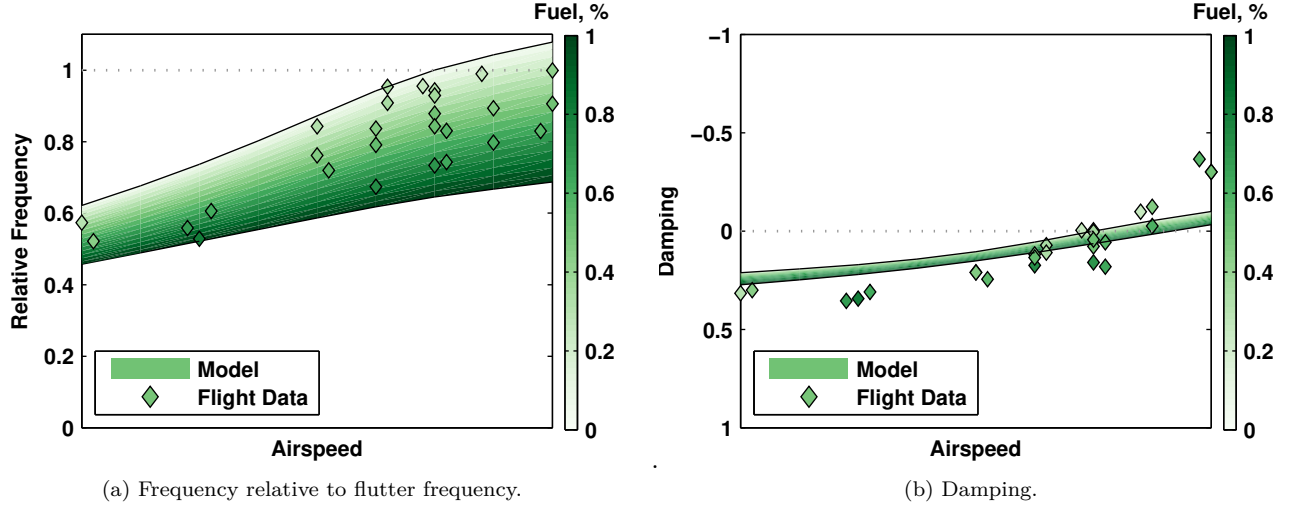 Fuel, %
1
0.8
0.6
0.4
0.2
0
Relative Frequency
1
0.8
0.6
0.4
0.2
0
Model
Flight Data
Airspeed
(a) Frequency relative to flutter frequency.
.
Fuel, %
1
0.8
0.6
0.4
0.2
0
Damping
−1
−0.5
0
0.5
1
Model
Flight Data
Airspeed
(b) Damping.